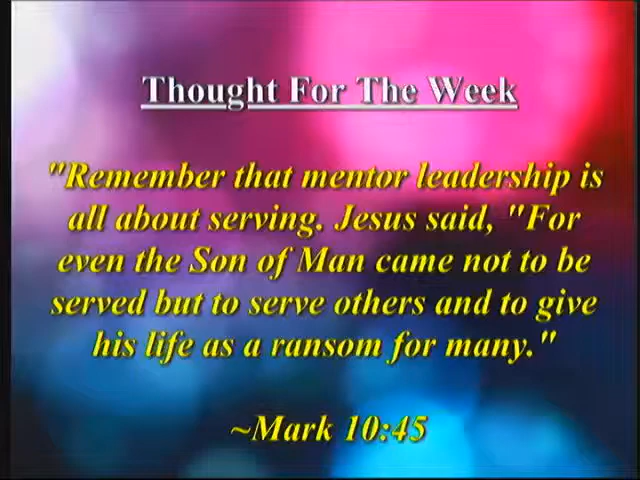 Thought For The Week
"Remember that mentor leadership is
all about serving. Jesus said, "For
even the Son of Man came not to be
served but to serve others and to give
his life as a ransom for many."
~Mark 10:45